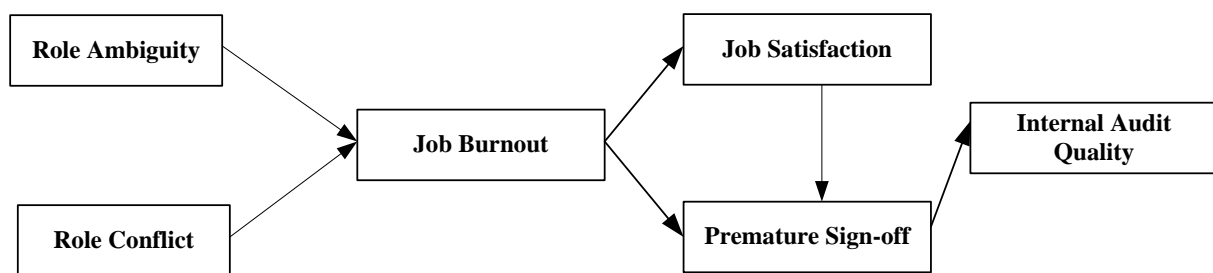 Role Ambiguity
Job Satisfaction
Job Burnout
Internal Audit
Quality
Role Conflict
Premature Sign-off